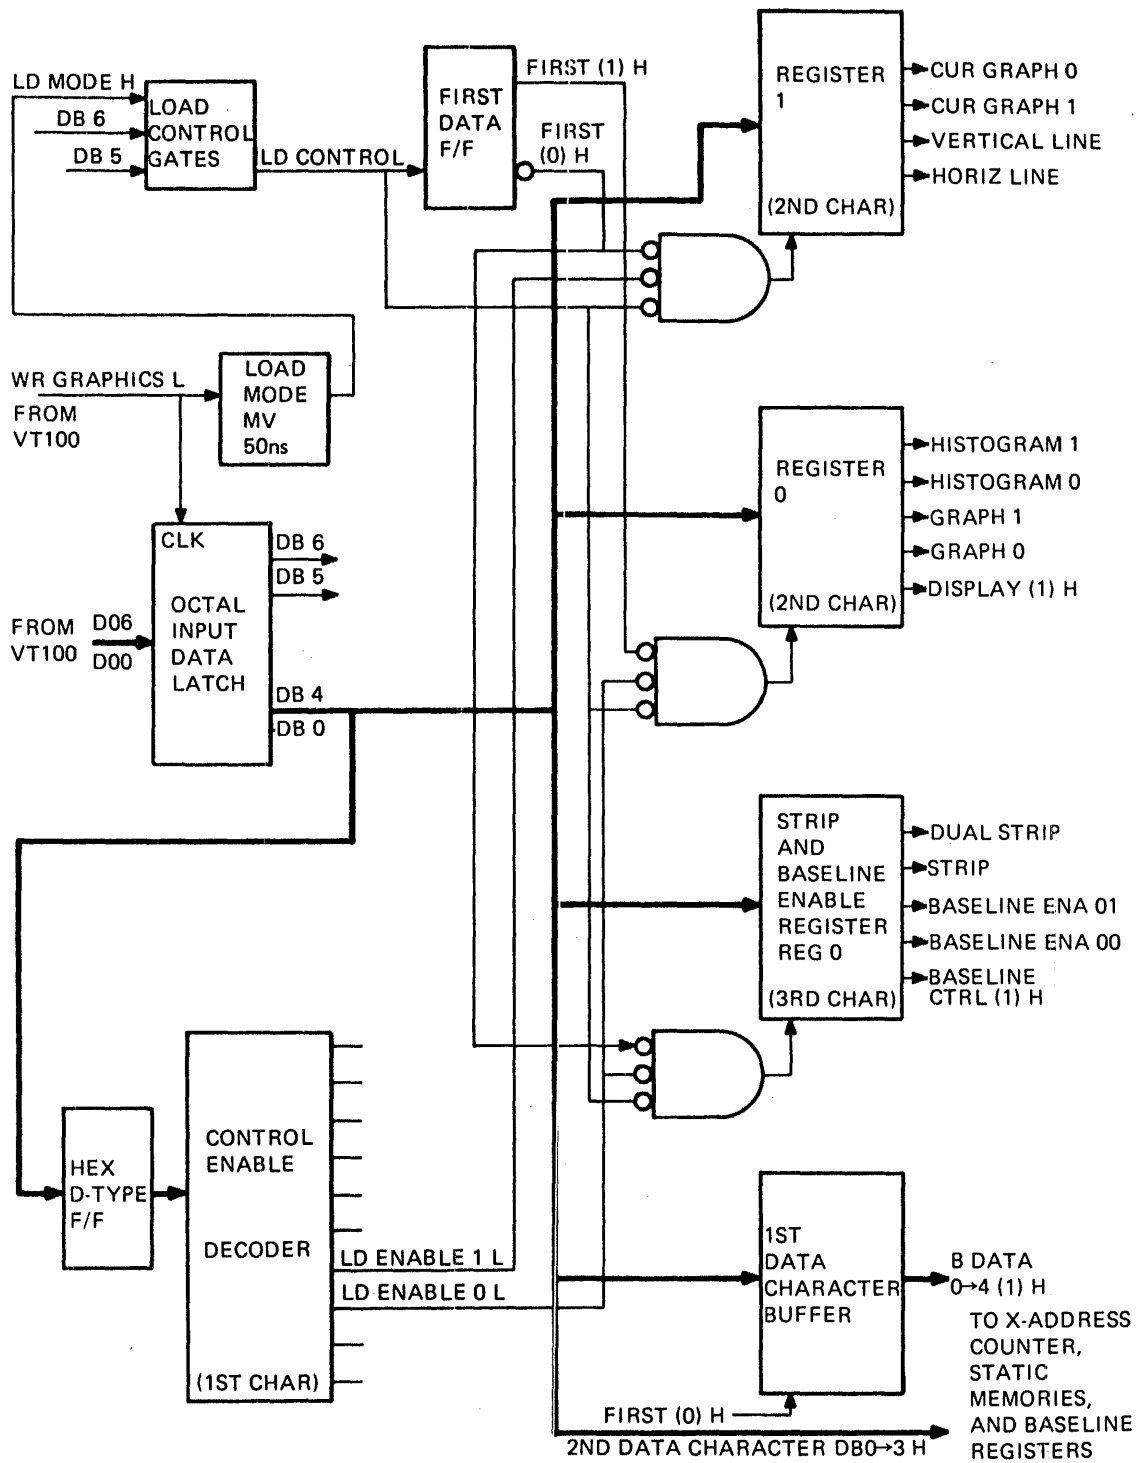 LD MODE H
DB 6
DB 5
LOAD
CONTROL
GATES
LD CONTROL
FIRST
DATA
F/F
FIRST (1) H
FIRST
(0) H
REGISTER
1
(2ND CHAR)
CUR GRAPH 0
CUR GRAPH 1
VERTICAL LINE
HORIZ LINE
WR GRAPHICS L
FROM
VT100
LOAD
MODE
MV
50ns
CLK
OCTAL
INPUT
DATA
LATCH
FROM
VT100
D06
D00
DB 6
DB 5
DB 4
DB 0
REGISTER
0
(2ND CHAR)
HISTOGRAM 1
HISTOGRAM 0
GRAPH 1
GRAPH 0
DISPLAY (1) H
STRIP
AND
BASELINE
ENABLE
REGISTER
REG 0
(3RD CHAR)
DUAL STRIP
STRIP
BASELINE ENA 01
BASELINE ENA 00
BASELINE
CTRL (1) H
HEX
D-TYPE
F/F
CONTROL
ENABLE
DECODER
(1ST CHAR)
LD ENABLE 1 L
LD ENABLE 0 L
1ST
DATA
CHARACTER
BUFFER
FIRST (0) H
B DATA
0→4 (1) H
TO X-ADDRESS
COUNTER,
STATIC
MEMORIES,
AND BASELINE
REGISTERS
2ND DATA CHARACTER DB0→3 H